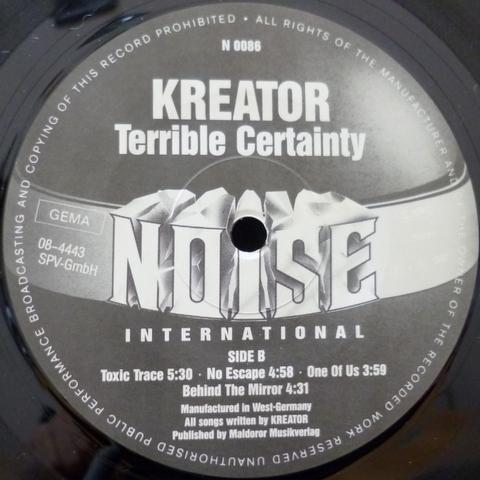 ALL RIGHTS OF THE MANUFACTURER AND OWNER OF THE RECORDED WORK RESERVED UNAUTHORISED PUBLIC PERFORMANCE BROADCASTING AND COPYING OF THIS RECORD PROHIBITED •
N 0086
KREATOR
Terrible Certainty
GEMA
08-4443
SPV-GmbH
NOISE
INTERNATIONAL
SIDE B
Toxic Trace 5:30 · No Escape 4:58 · One Of Us 3:59
Behind The Mirror 4:31
Manufactured in West-Germany
All songs written by KREATOR
Published by Maldoror Musikverlag